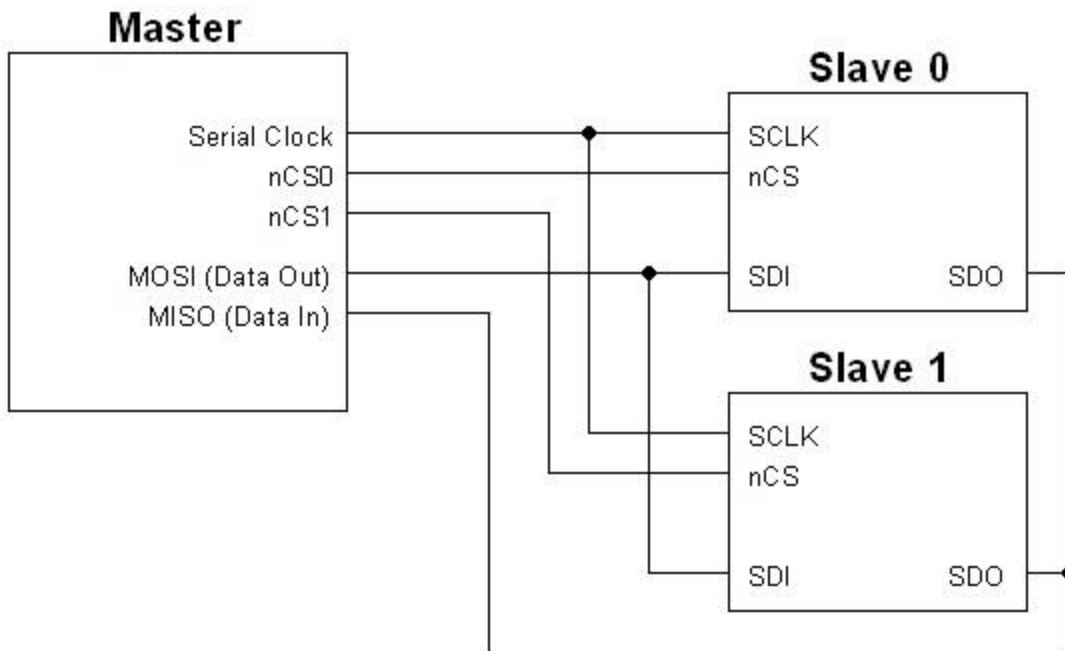 Master
Serial Clock
nCS0
nCS1
MOSI (Data Out)
MISO (Data In)
Slave 0
SCLK
nCS
SDI SDO
Slave 1
SCLK
nCS
SDI SDO